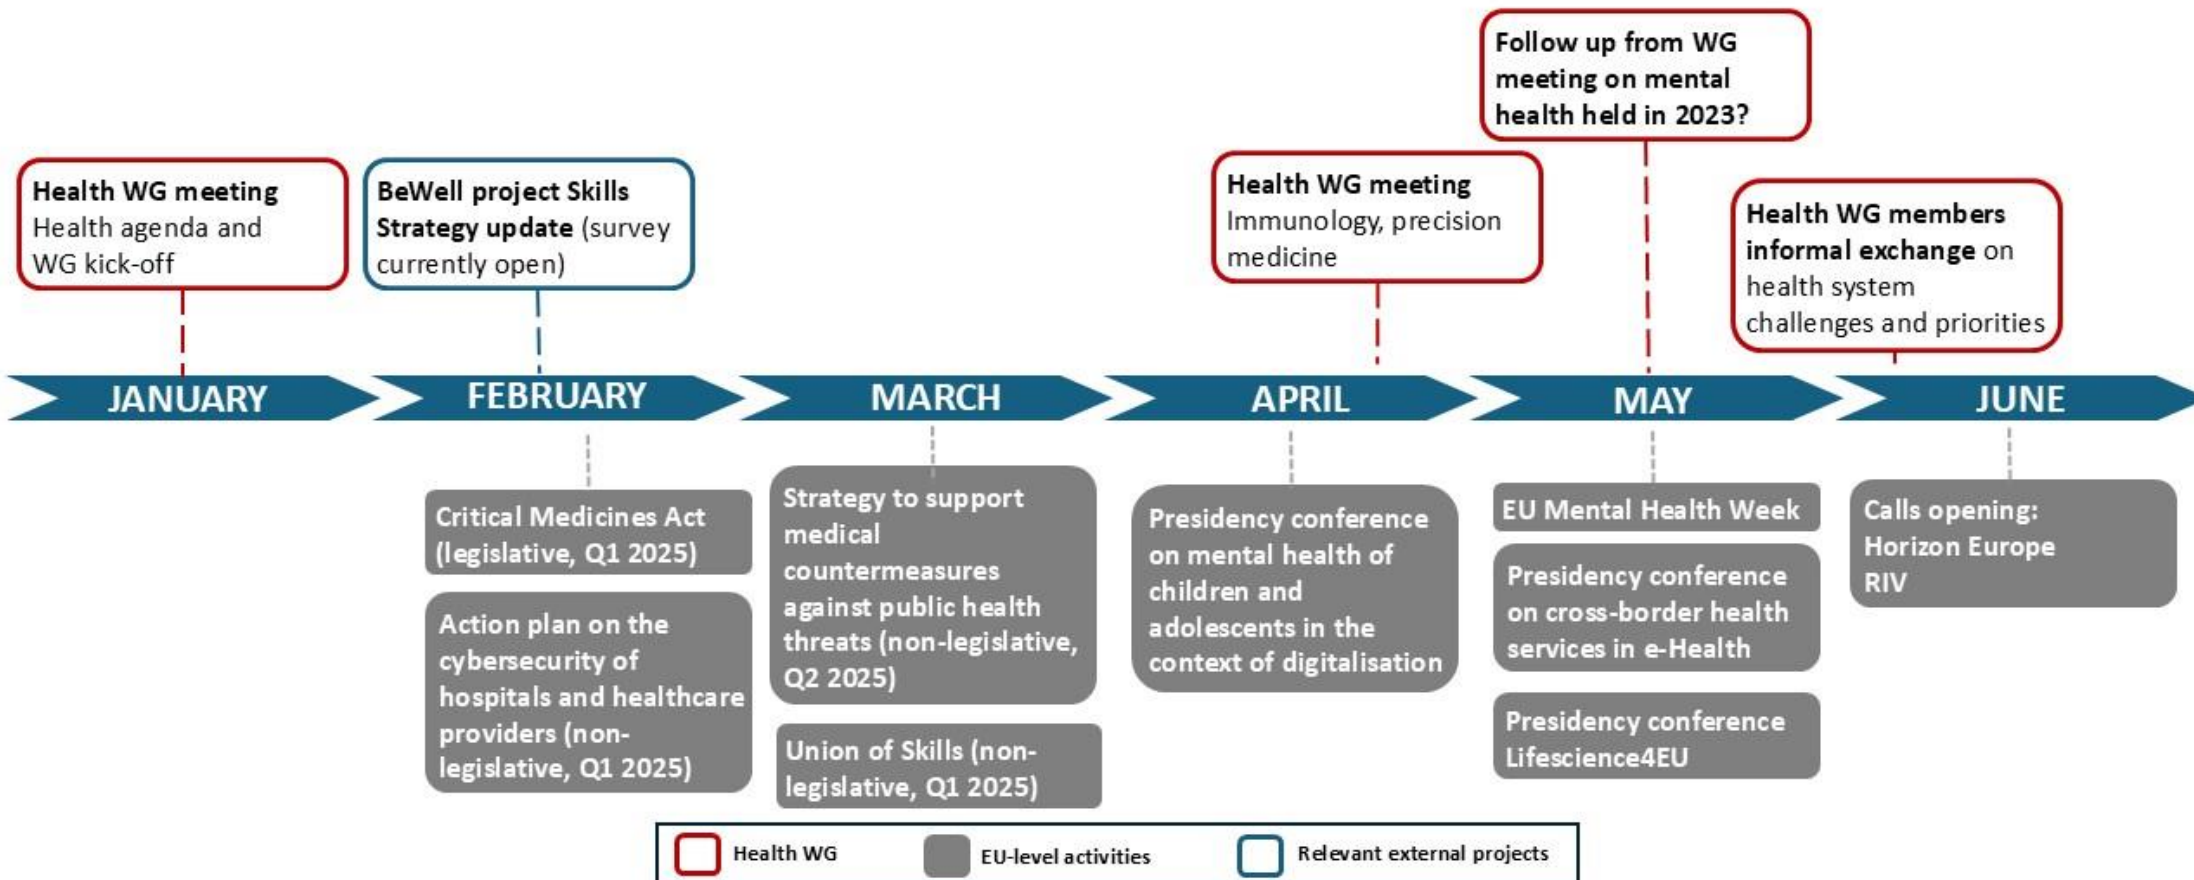 Follow up from WG
meeting on mental
health held in 2023?
Health WG meeting
Health agenda and
WG kick-off
BeWell project Skills
Strategy update (survey
currently open)
Health WG meeting
Immunology, precision
medicine
Health WG members
informal exchange on
health system
challenges and priorities
JANUARY
FEBRUARY
MARCH
APRIL
MAY
JUNE
Critical Medicines Act
(legislative, Q1 2025)
Action plan on the
cybersecurity of
hospitals and healthcare
providers (non-
legislative, Q1 2025)
Strategy to support
medical
countermeasures
against public health
threats (non-legislative,
Q2 2025)
Union of Skills (non-
legislative, Q1 2025)
Presidency conference
on mental health of
children and
adolescents in the
context of digitalisation
EU Mental Health Week
Presidency conference
on cross-border health
services in e-Health
Presidency conference
Lifescience4EU
Calls opening:
Horizon Europe
RIV
Health WG
EU-level activities
Relevant external projects